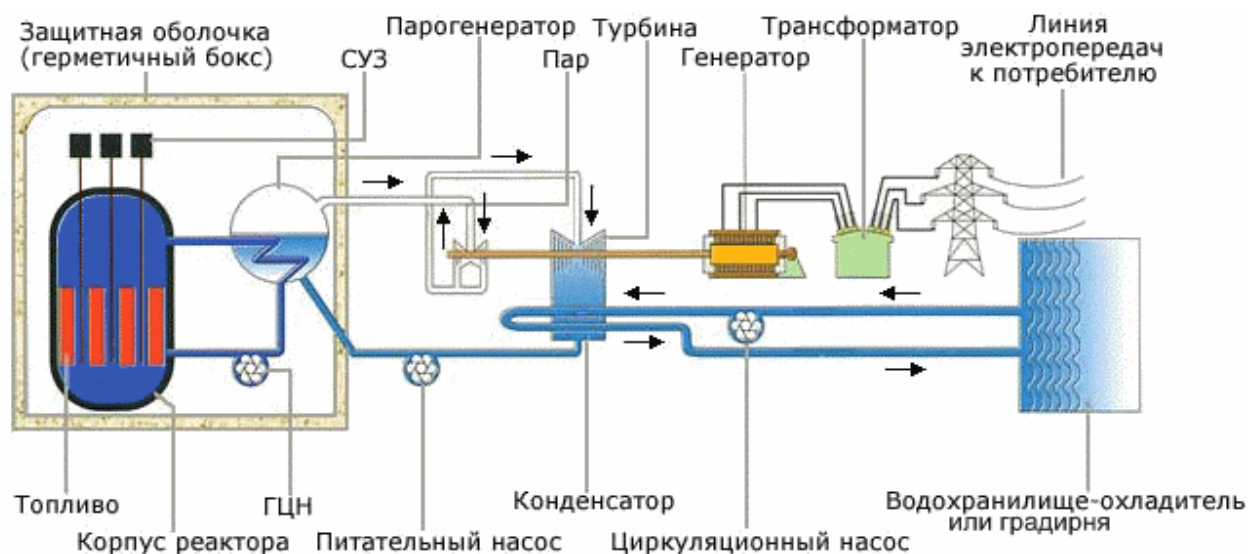 Защитная оболочка
(герметичный бокс)
СУЗ
Парогенератор
Пар
Турбина
Генератор
Трансформатор
Линия
электропередач
к потребителю
Топливо
Корпус реактора
ГЦН
Питательный насос
Конденсатор
Циркуляционный насос
Водохранилище-охладитель
или градирня